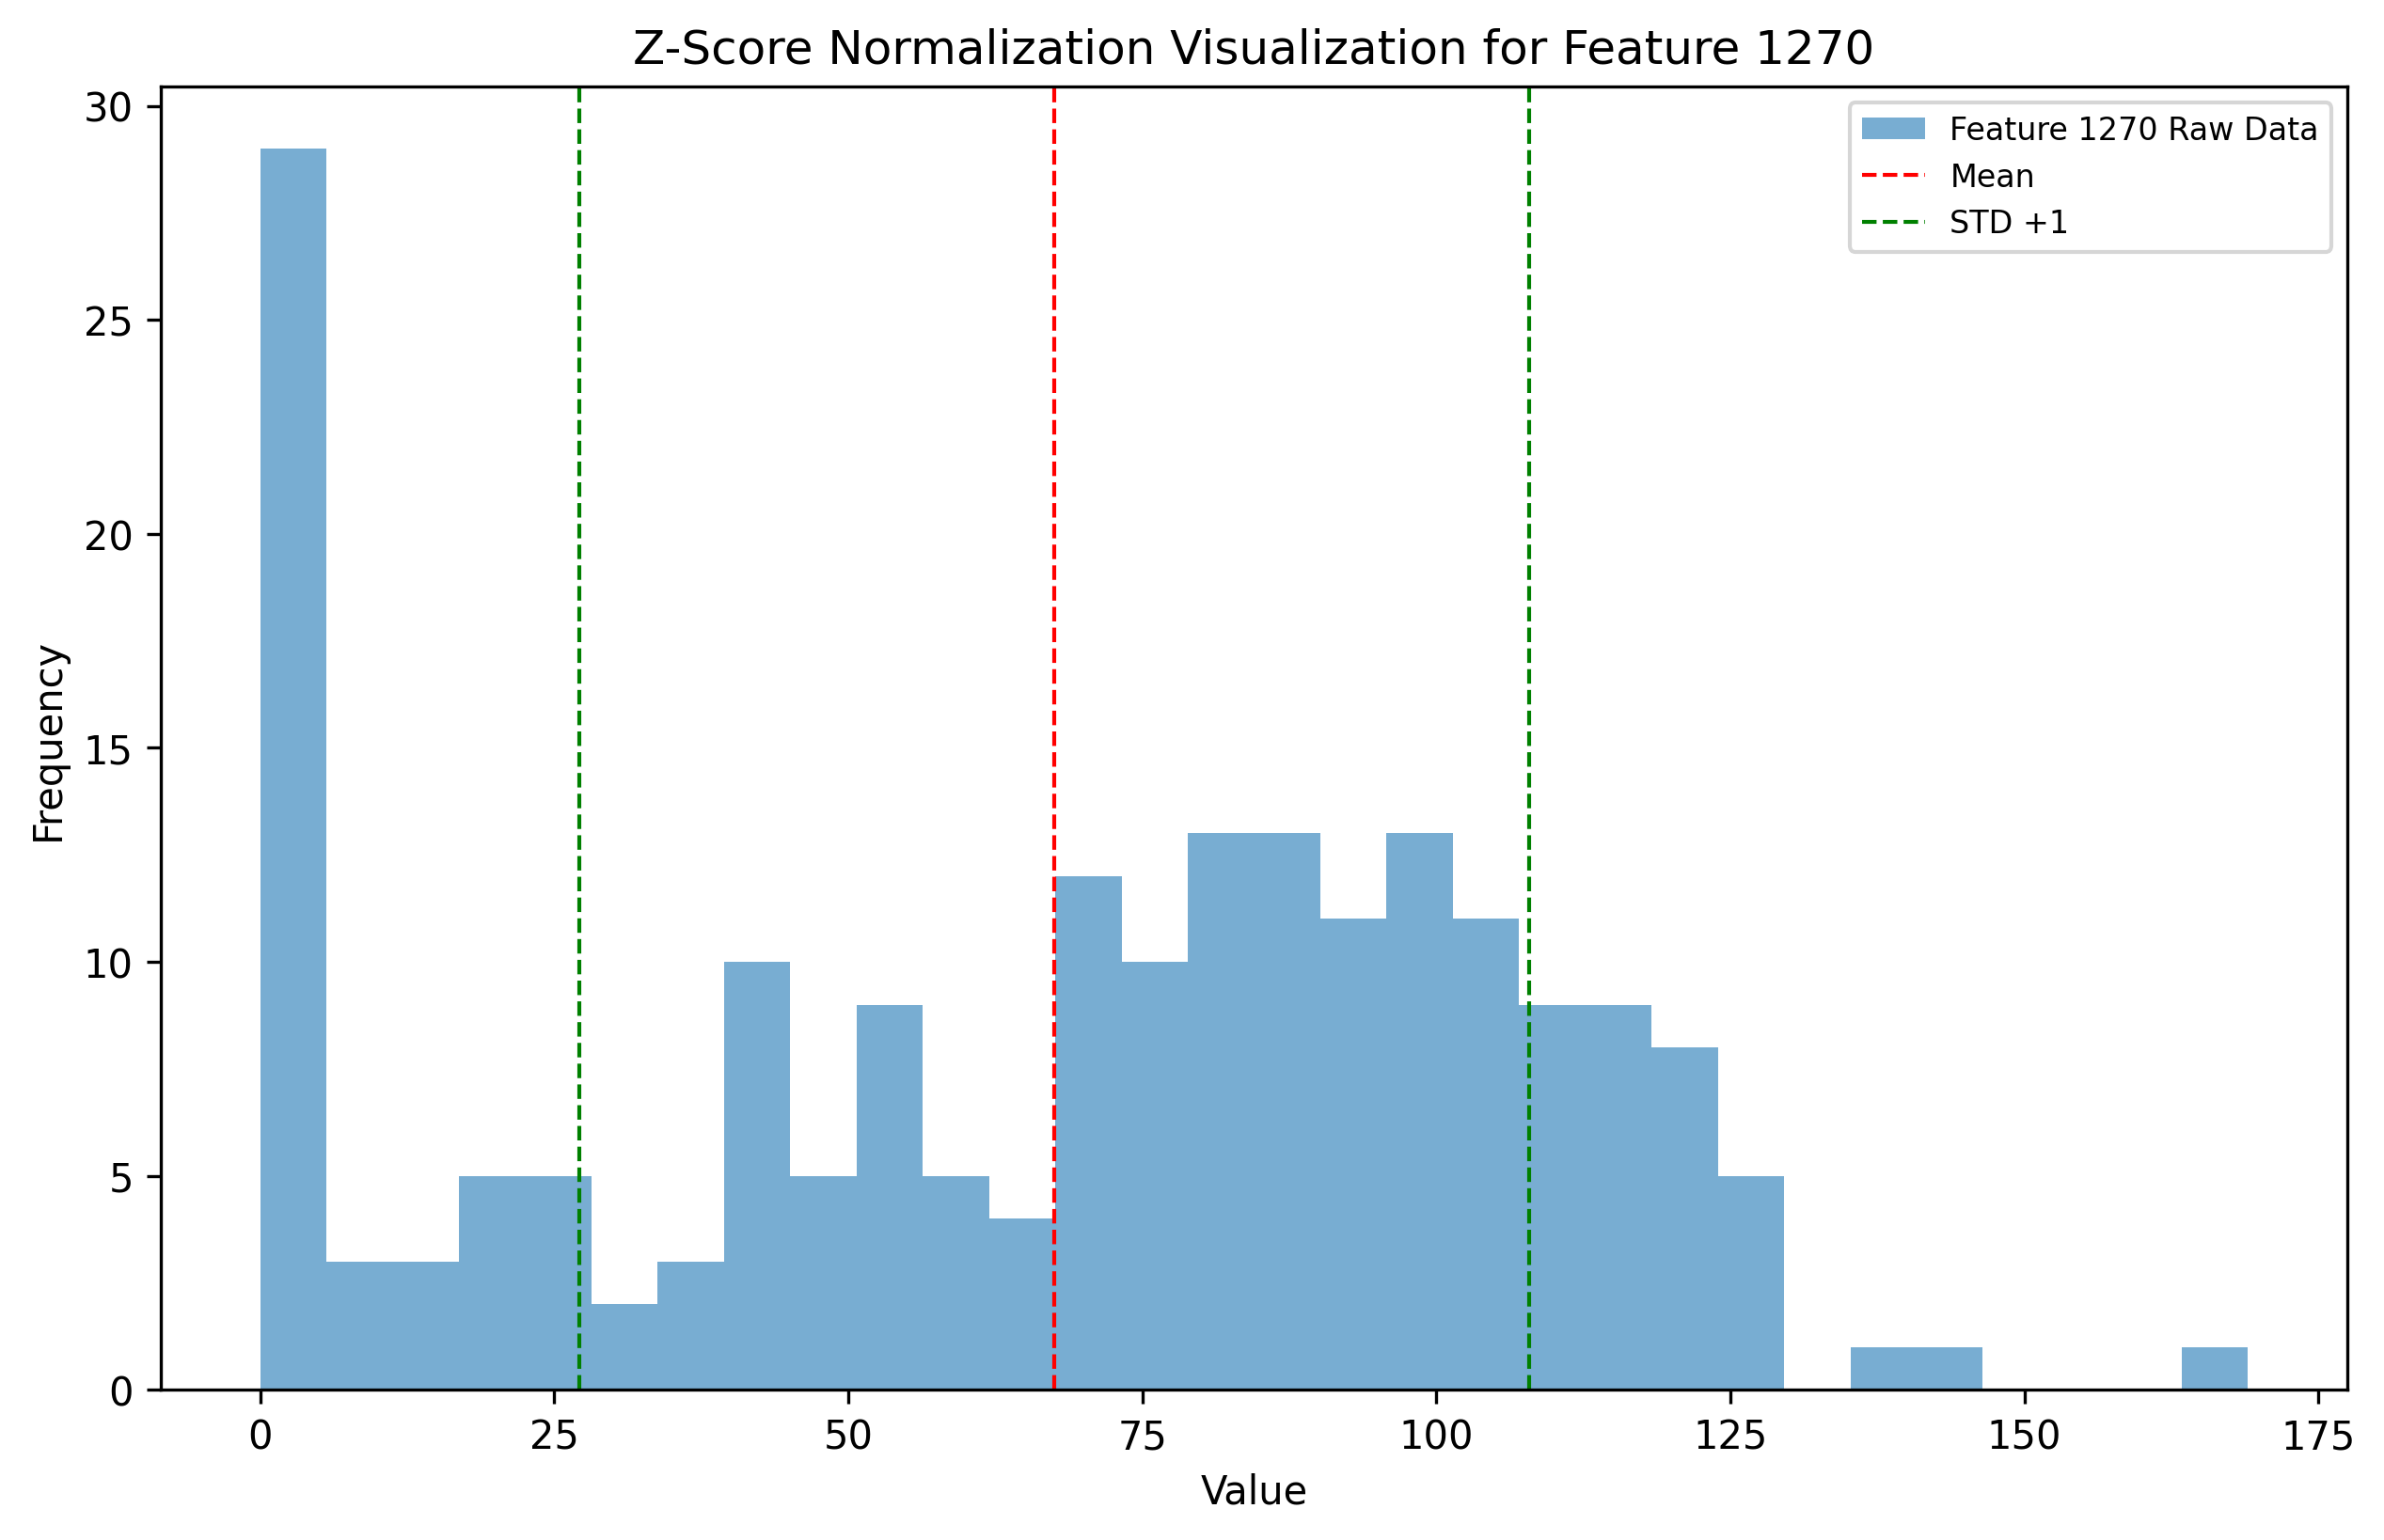 Z-Score Normalization Visualization for Feature 1270
Feature 1270 Raw Data
Mean
STD +1
Frequency
30
25
20
15
10
5
0
0 25 50 75 100 125 150 175
Value